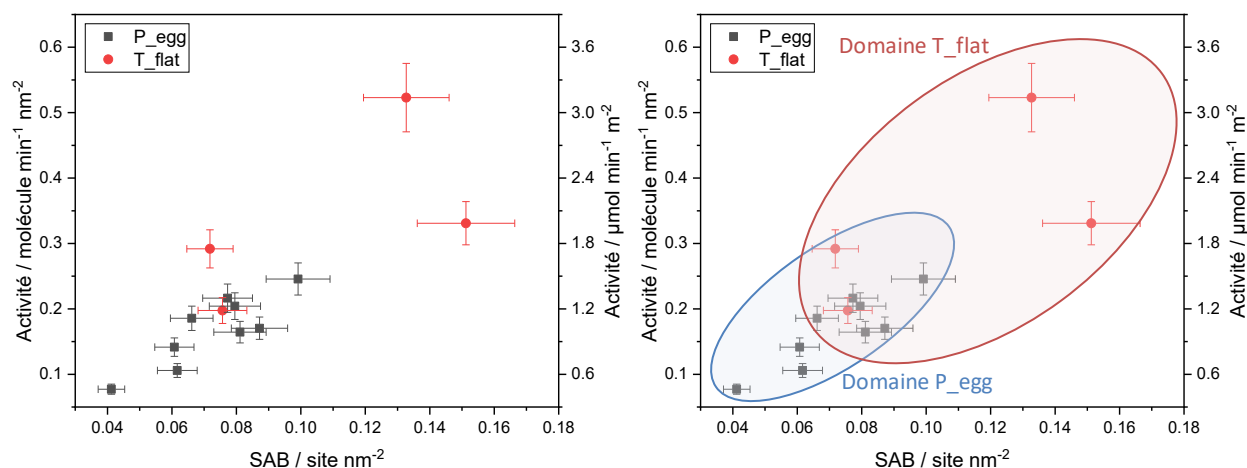 P_egg
T_flat
0.6
0.5
0.4
0.3
0.2
0.1
Activité / molécule min⁻¹ nm⁻²
3.6
3.0
2.4
1.8
1.2
0.6
Activité / µmol min⁻¹ m⁻²
0.04 0.06 0.08 0.10 0.12 0.14 0.16 0.18
SAB / site nm⁻²
P_egg
T_flat
Domaine T_flat
Domaine P_egg
0.6
0.5
0.4
0.3
0.2
0.1
Activité / molécule min⁻¹ nm⁻²
3.6
3.0
2.4
1.8
1.2
0.6
Activité / µmol min⁻¹ m⁻²
0.04 0.06 0.08 0.10 0.12 0.14 0.16 0.18
SAB / site nm⁻²